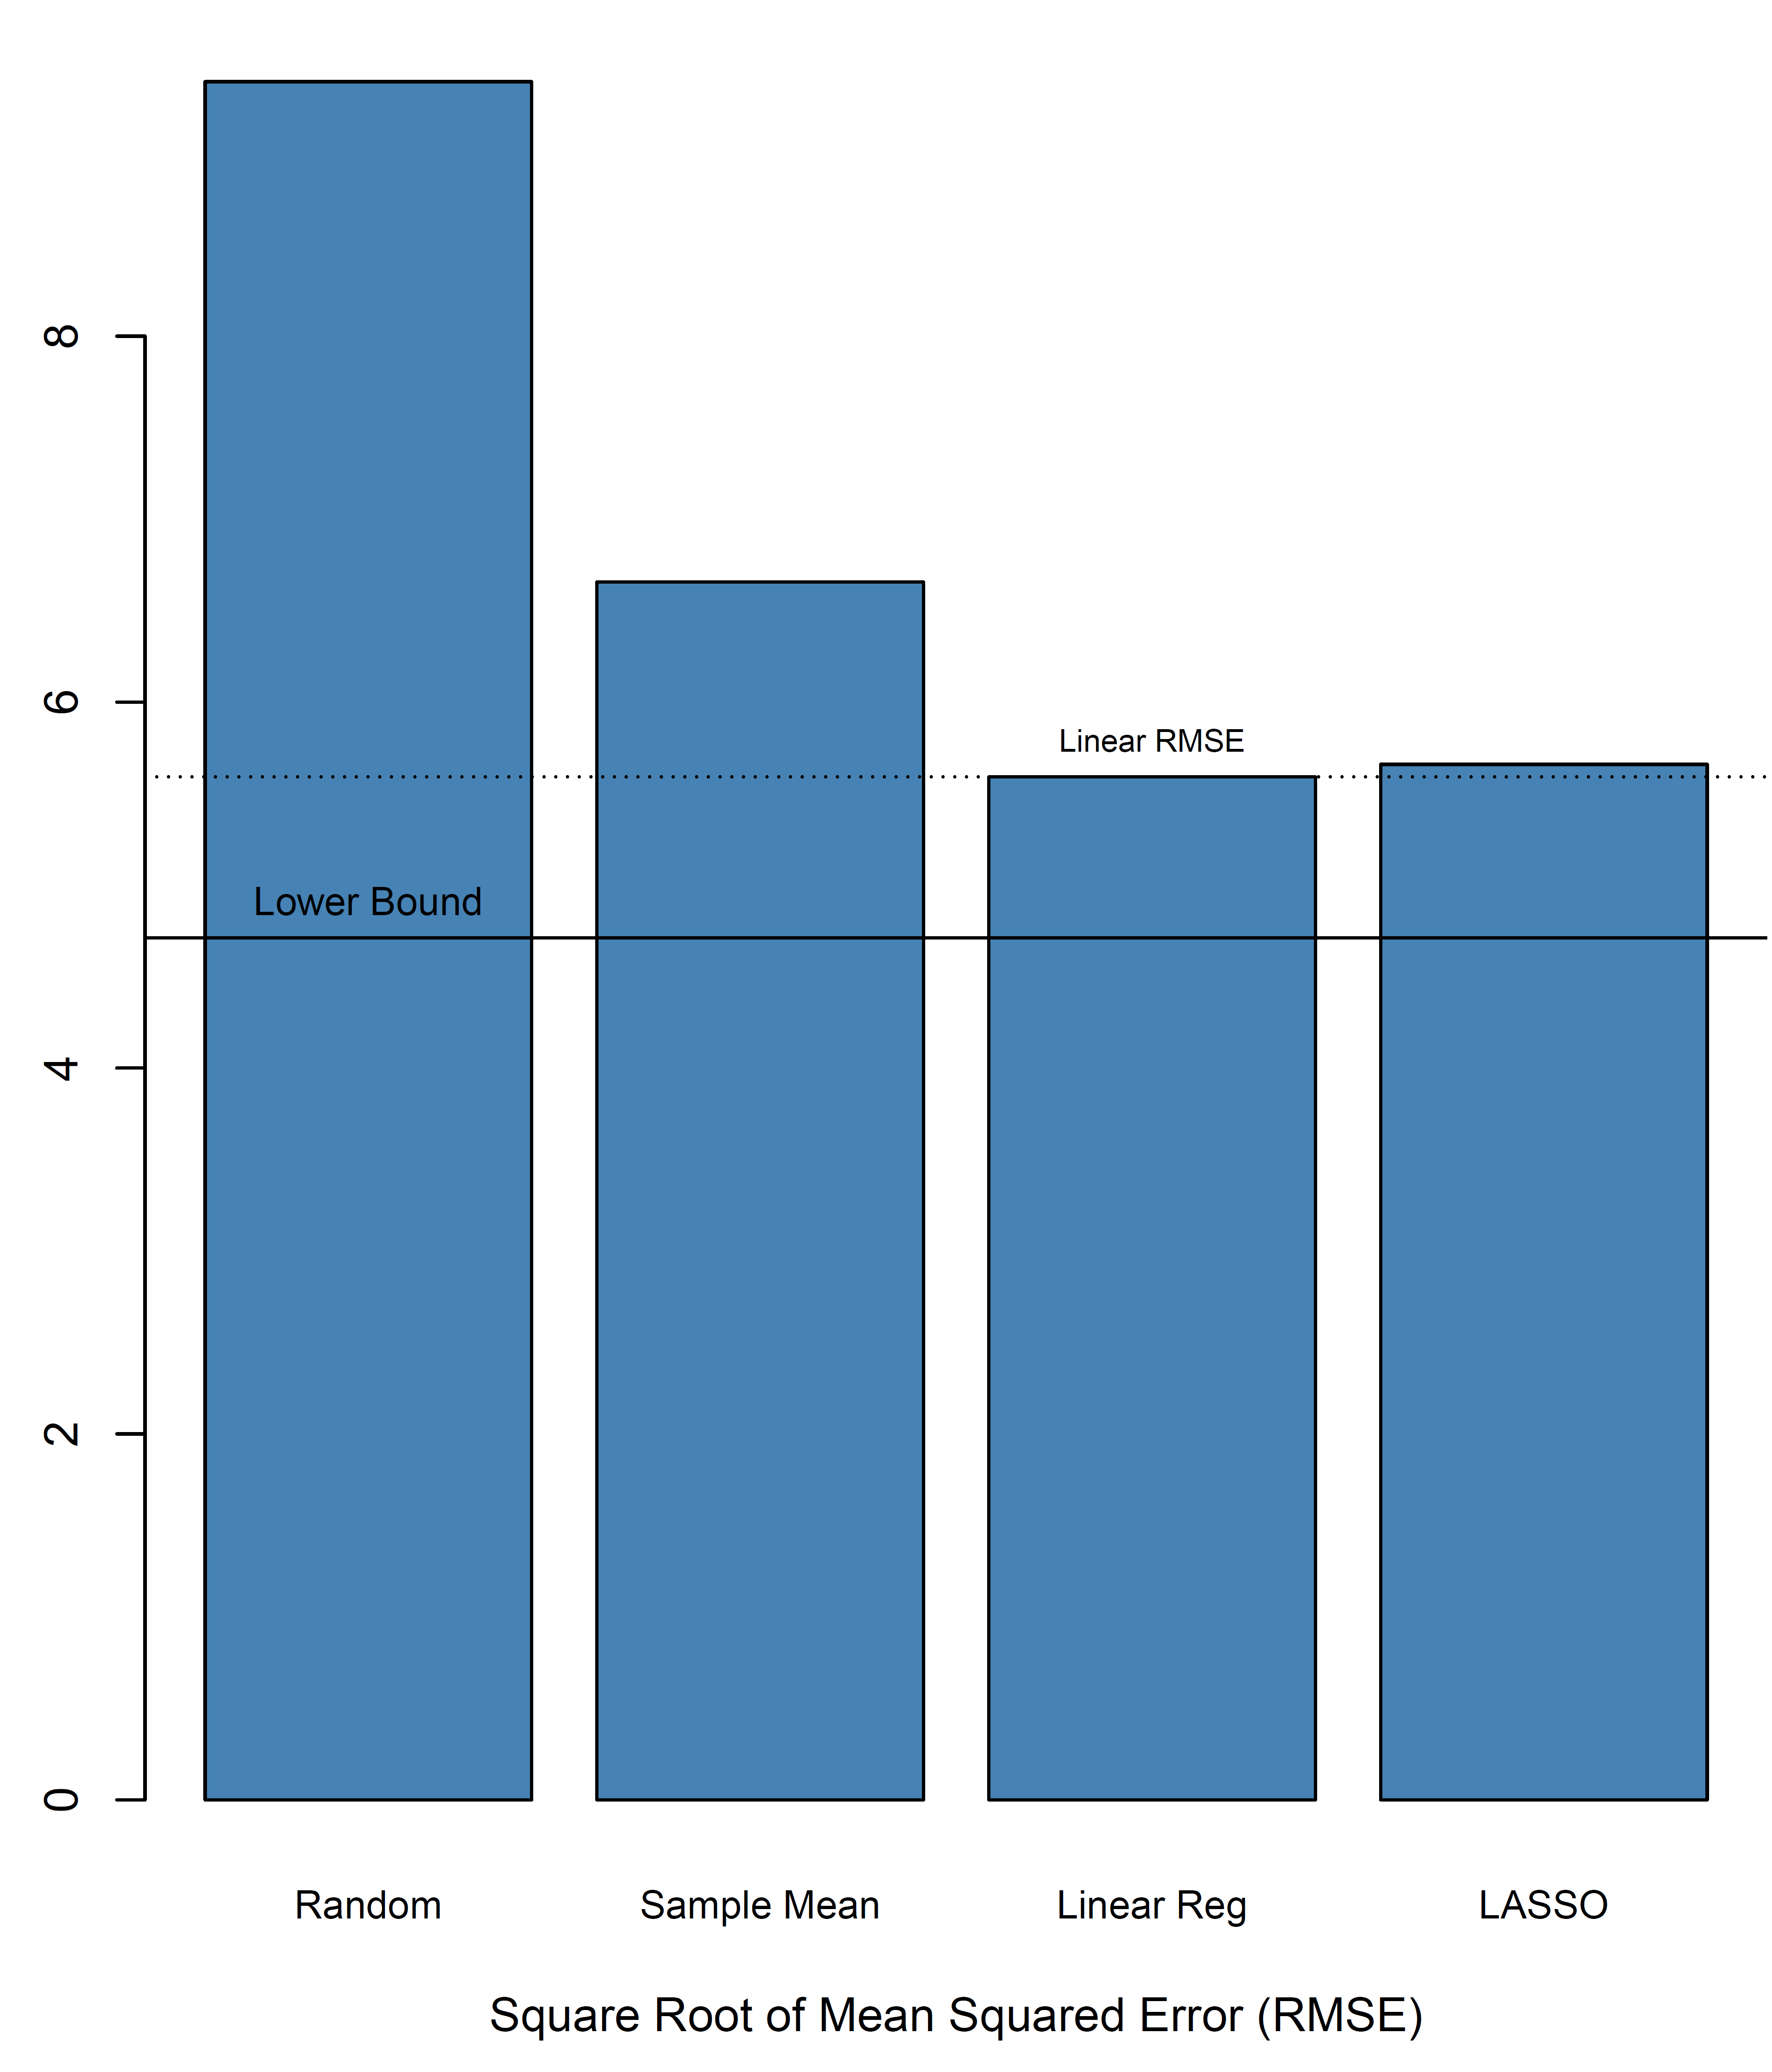 8
6
4
2
0
Linear RMSE
Lower Bound
Random
Sample Mean
Linear Reg
LASSO
Square Root of Mean Squared Error (RMSE)